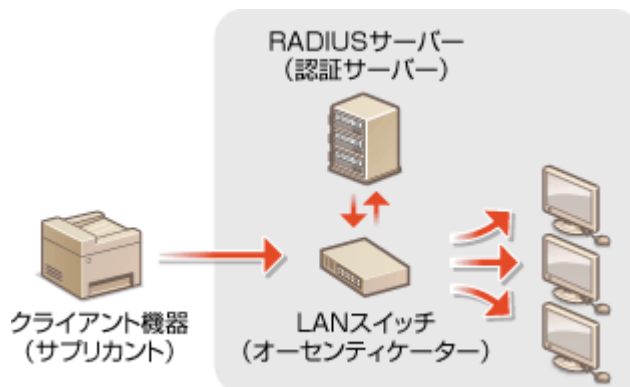 RADIUSサーバー
（認証サーバー）
クライアント機器
（サプリカント）
LANスイッチ
（オーセンティケーター）